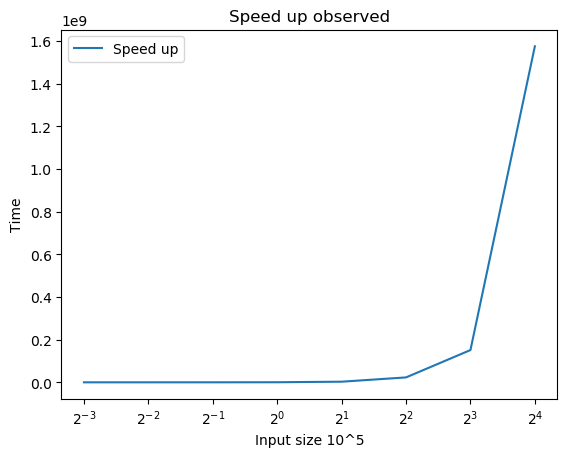 Speed up observed
1e9
Speed up
1.6
1.4
1.2
1.0
0.8
0.6
0.4
0.2
0.0
Time
2^{-3} 2^{-2} 2^{-1} 2^0 2^1 2^2 2^3 2^4
Input size 10^5